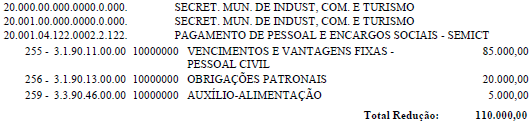 20.000.00.000.0000.0.000. SECRET. MUN. DE INDUST, COM. E TURISMO
20.001.00.000.0000.0.000. SECRET. MUN. DE INDUST, COM. E TURISMO
20.001.04.122.0002.2.122. PAGAMENTO DE PESSOAL E ENCARGOS SOCIAIS - SEMICT
255 - 3.1.90.11.00.00 10000000 VENCIMENTOS E VANTAGENS FIXAS - 85.000,00
PESSOAL CIVIL
256 - 3.1.90.13.00.00 10000000 OBRIGAÇÕES PATRONAIS 20.000,00
259 - 3.3.90.46.00.00 10000000 AUXÍLIO-ALIMENTAÇÃO 5.000,00
Total Redução: 110.000,00